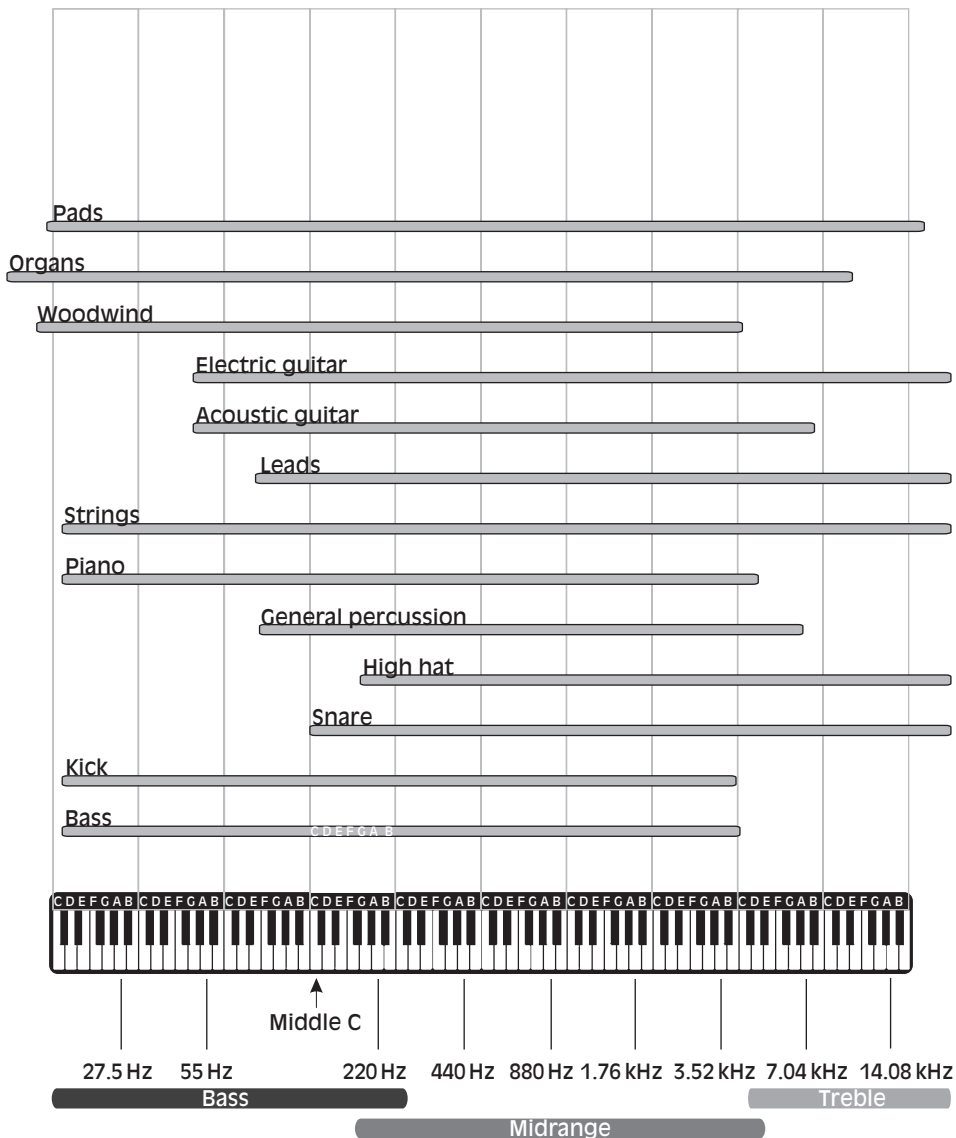 Pads
Organs
Woodwind
Electric guitar
Acoustic guitar
Leads
Strings
Piano
General percussion
High hat
Snare
Kick
Bass
C D E F G A B
C D E F G A B C D E F G A B C D E F G A B C D E F G A B C D E F G A B C D E F G A B C D E F G A B C D E F G A B C D E F G A B C D E F G A B
Middle C
27.5 Hz 55 Hz 220 Hz 440 Hz 880 Hz 1.76 kHz 3.52 kHz 7.04 kHz 14.08 kHz
Bass Treble
Midrange